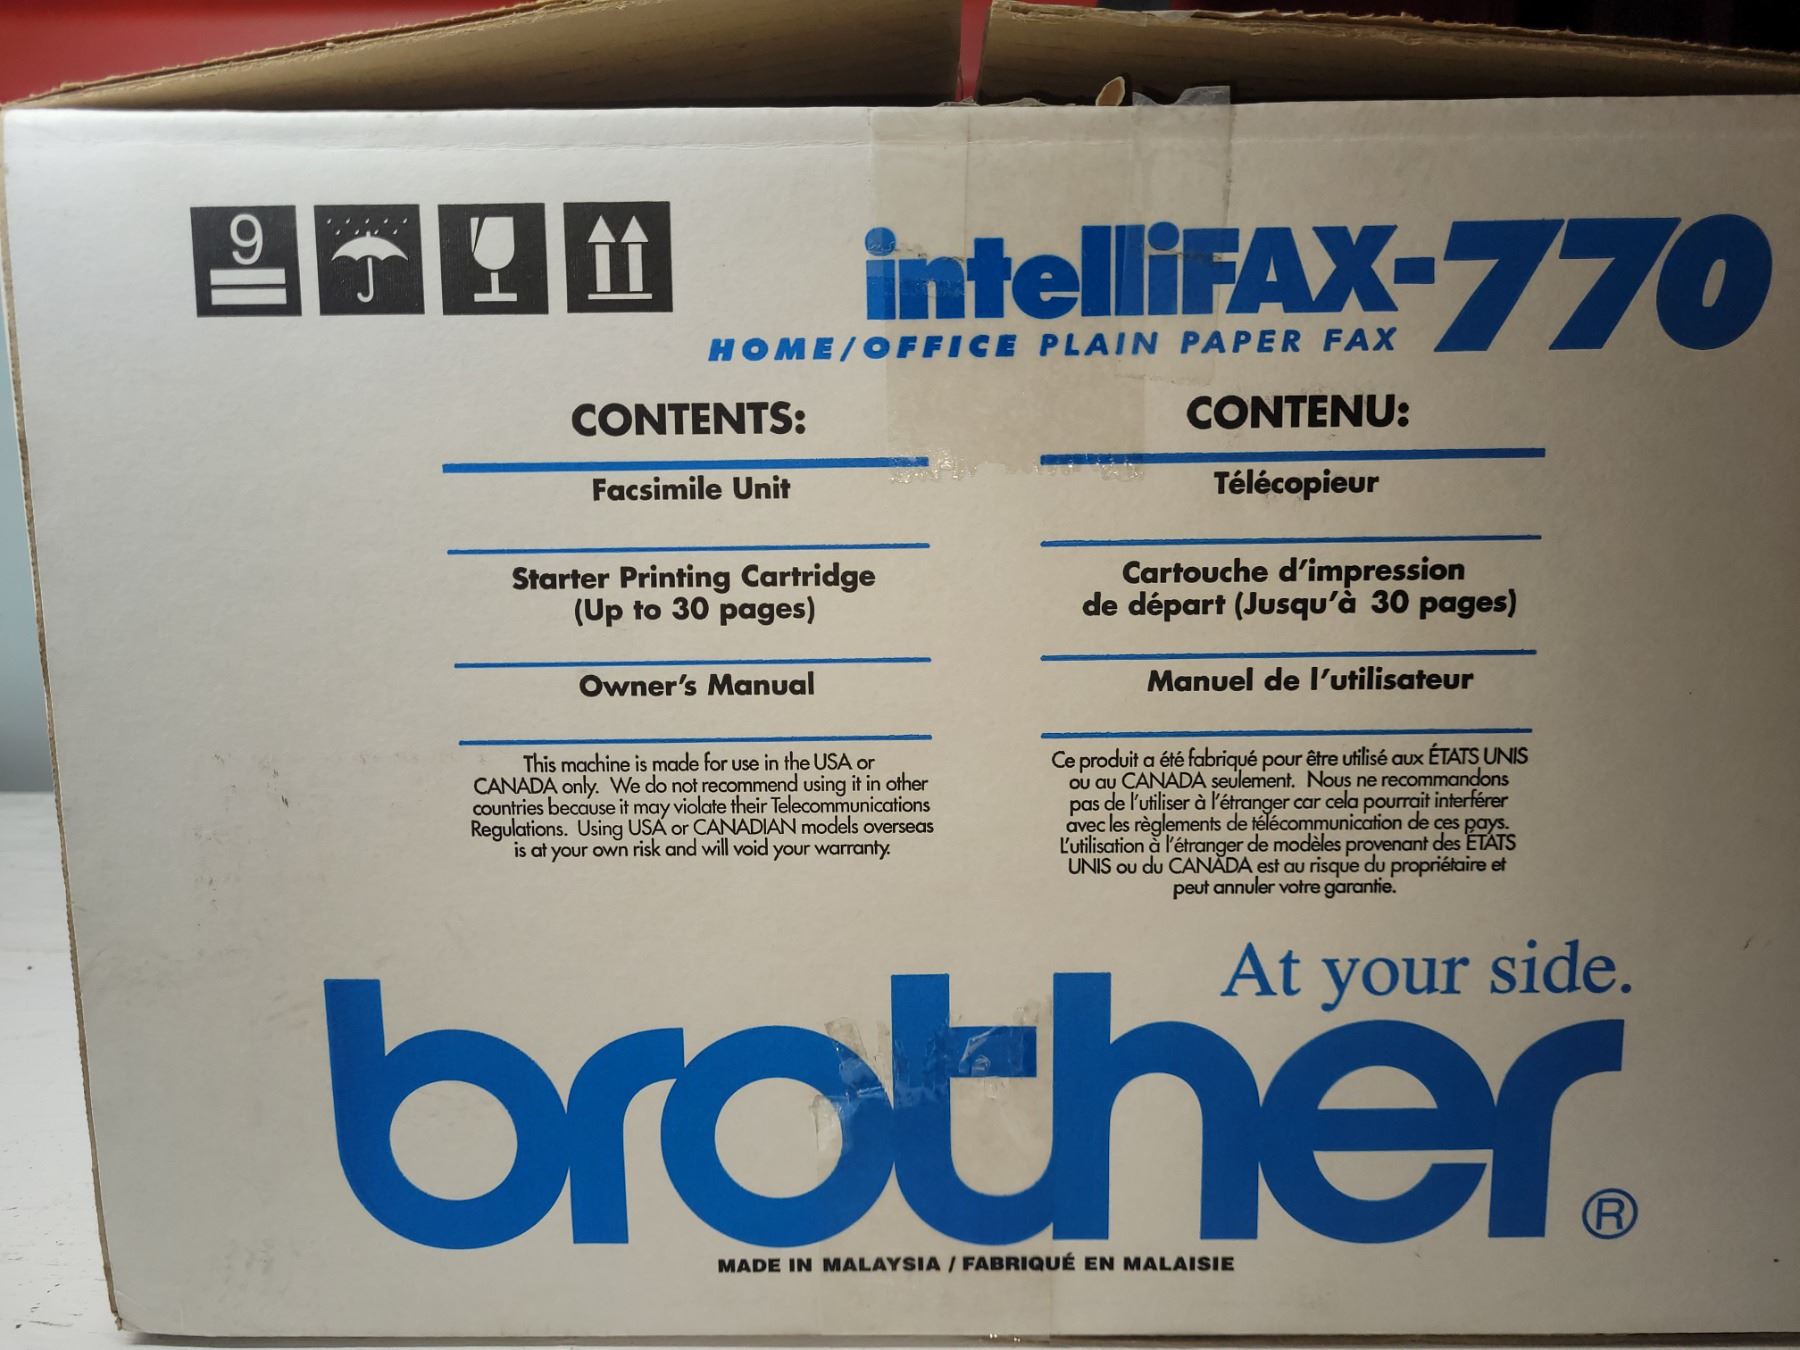 9
intelliFAX-770
HOME/OFFICE PLAIN PAPER FAX
CONTENTS:
Facsimile Unit
Starter Printing Cartridge
(Up to 30 pages)
Owner's Manual
This machine is made for use in the USA or
CANADA only. We do not recommend using it in other
countries because it may violate their Telecommunications
Regulations. Using USA or CANADIAN models overseas
is at your own risk and will void your warranty.
CONTENU:
Télécopieur
Cartouche d'impression
de départ (Jusqu'à 30 pages)
Manuel de l'utilisateur
Ce produit a été fabriqué pour être utilisé aux ÉTATS UNIS
ou au CANADA seulement. Nous ne recommandons
pas de l'utiliser à l'étranger car cela pourrait interférer
avec les règlements de télécommunication de ces pays.
L'utilisation à l'étranger de modèles provenant des ÉTATS
UNIS ou du CANADA est au risque du propriétaire et
peut annuler votre garantie.
At your side.
brother®
MADE IN MALAYSIA / FABRIQUÉ EN MALAISIE